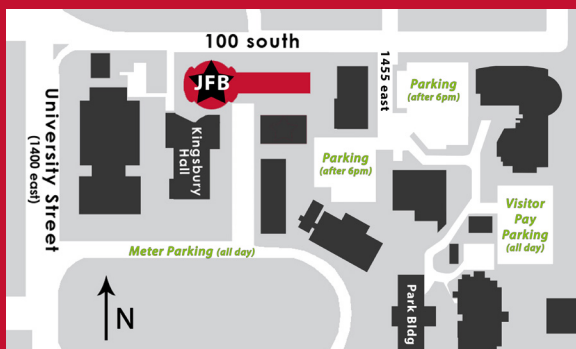 100 south
JFB
1455 east
Parking
(after 6pm)
University Street
(1400 east)
Kingsbury
Hall
Parking
(after 6pm)
Visitor
Pay
Parking
(all day)
Meter Parking (all day)
Park Bldg
N